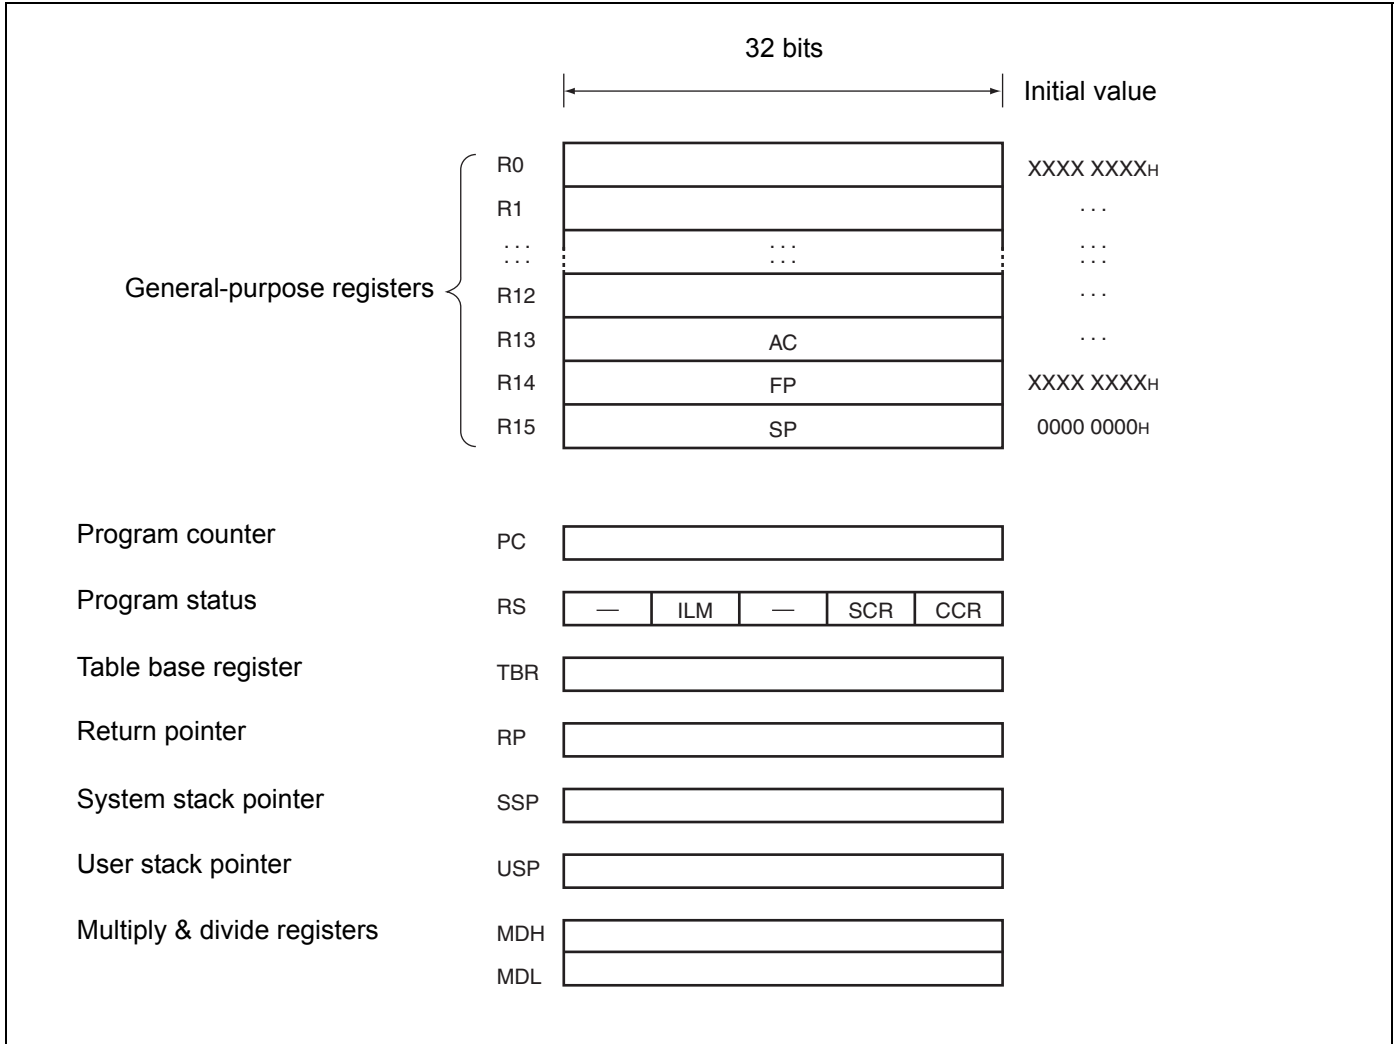 32 bits
Initial value
R0 XXXX XXXXH
R1 ...
... ... ...
... ... ...
General-purpose registers
R12 ...
R13 AC ...
R14 FP XXXX XXXXH
R15 SP 0000 0000H
Program counter PC
Program status RS — ILM — SCR CCR
Table base register TBR
Return pointer RP
System stack pointer SSP
User stack pointer USP
Multiply & divide registers MDH
MDL